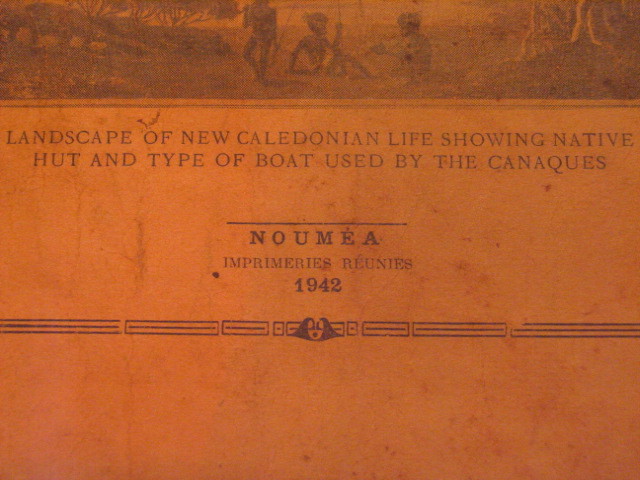 LANDSCAPE OF NEW CALEDONIAN LIFE SHOWING NATIVE
HUT AND TYPE OF BOAT USED BY THE CANAQUES
NOUMÉA
IMPRIMERIES RÉUNIES
1942